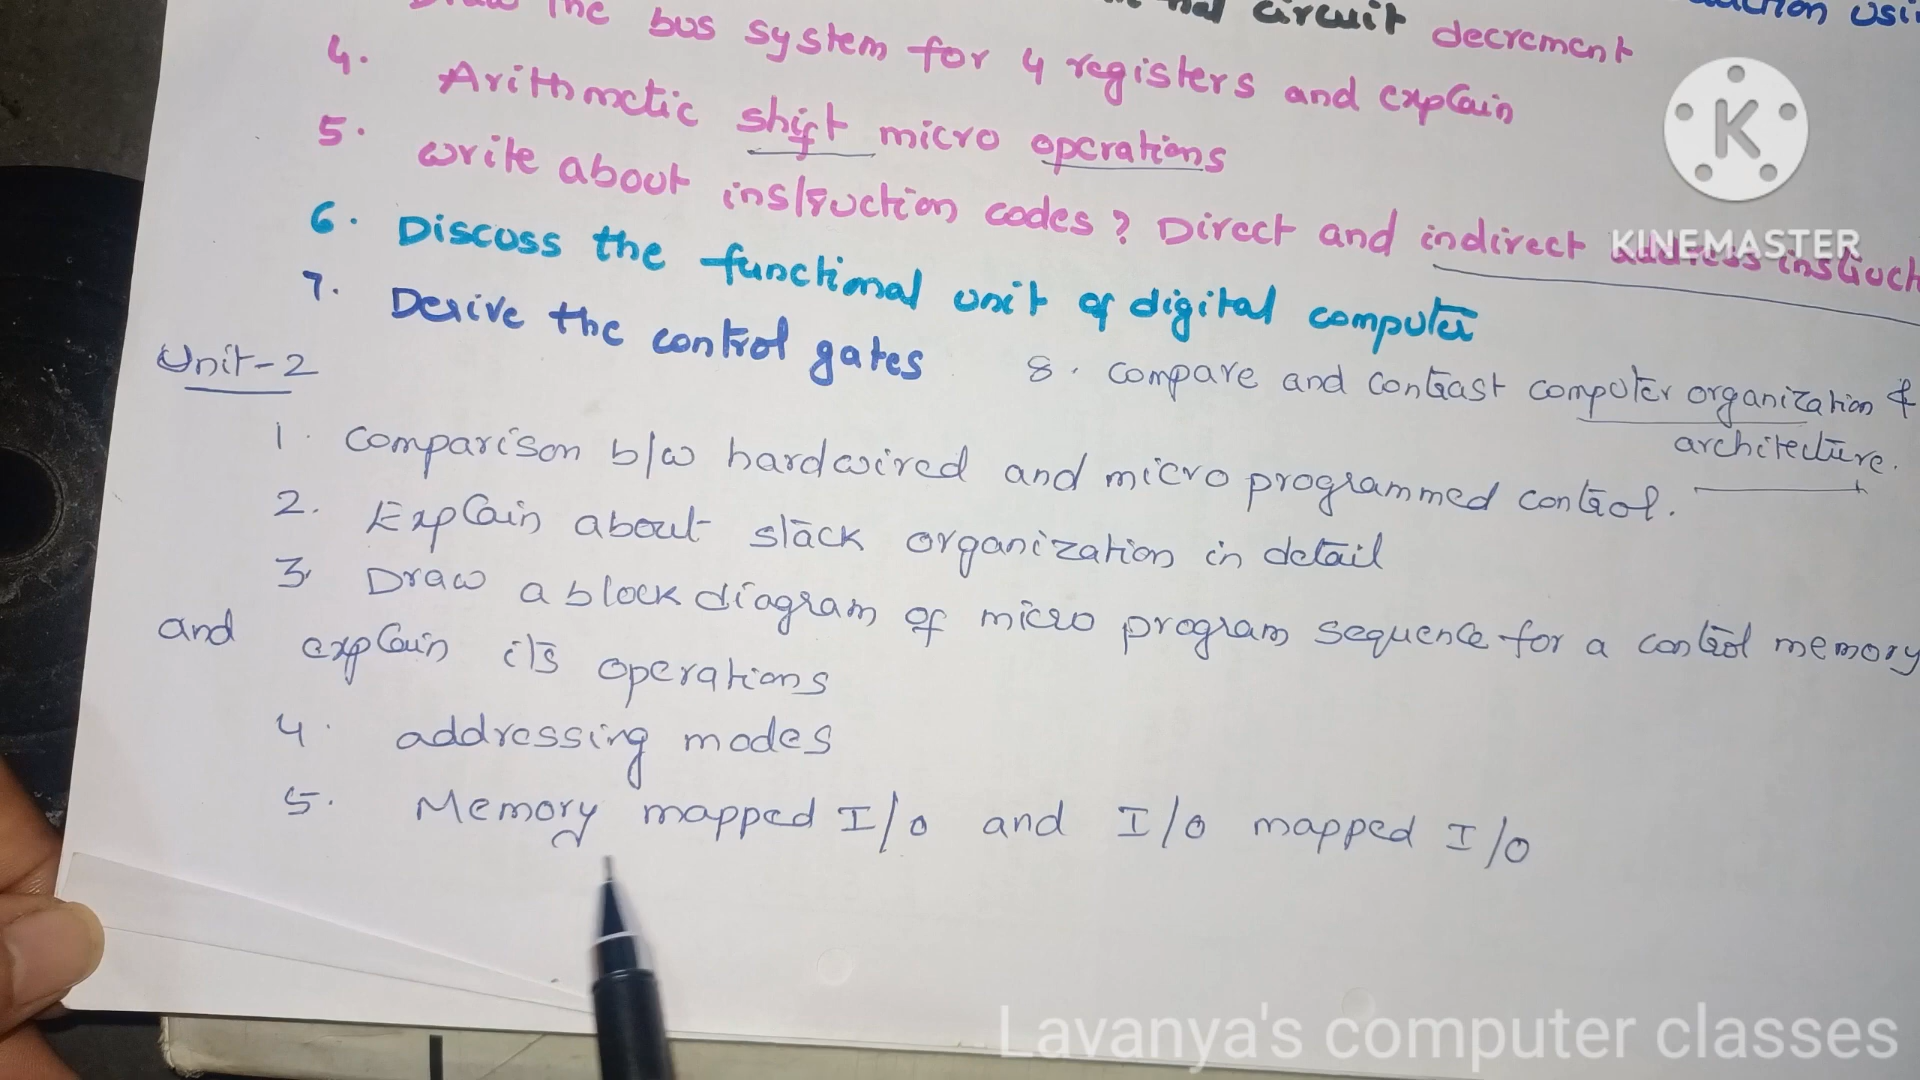 circuit decrement
Draw the bus system for 4 registers and explain
4. Arithmetic shift micro operations
5. write about instruction codes? Direct and indirect address instruct
6. Discuss the functional unit of digital computer
7. Derive the control gates
8. compare and contrast computer organization &
architecture.
Unit-2
1. comparison b/w hardwired and micro programmed control.
2. Explain about stack organization in detail
3. Draw a block diagram of micro program sequence for a control memory
and explain its operations
4. addressing modes
5. Memory mapped I/O and I/O mapped I/O
K
KINEMASTER
Lavanya's computer classes